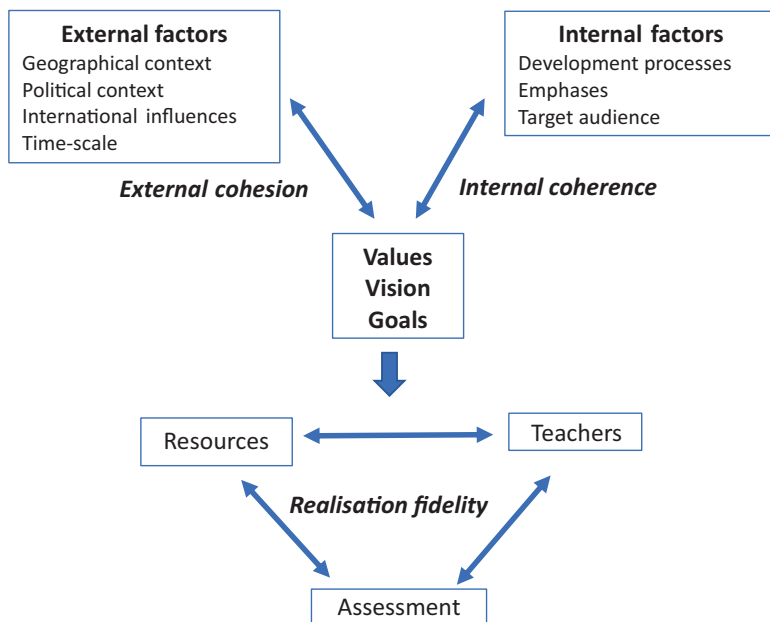 External factors
Geographical context
Political context
International influences
Time-scale
Internal factors
Development processes
Emphases
Target audience
External cohesion
Internal coherence
Values
Vision
Goals
Resources
Teachers
Realisation fidelity
Assessment